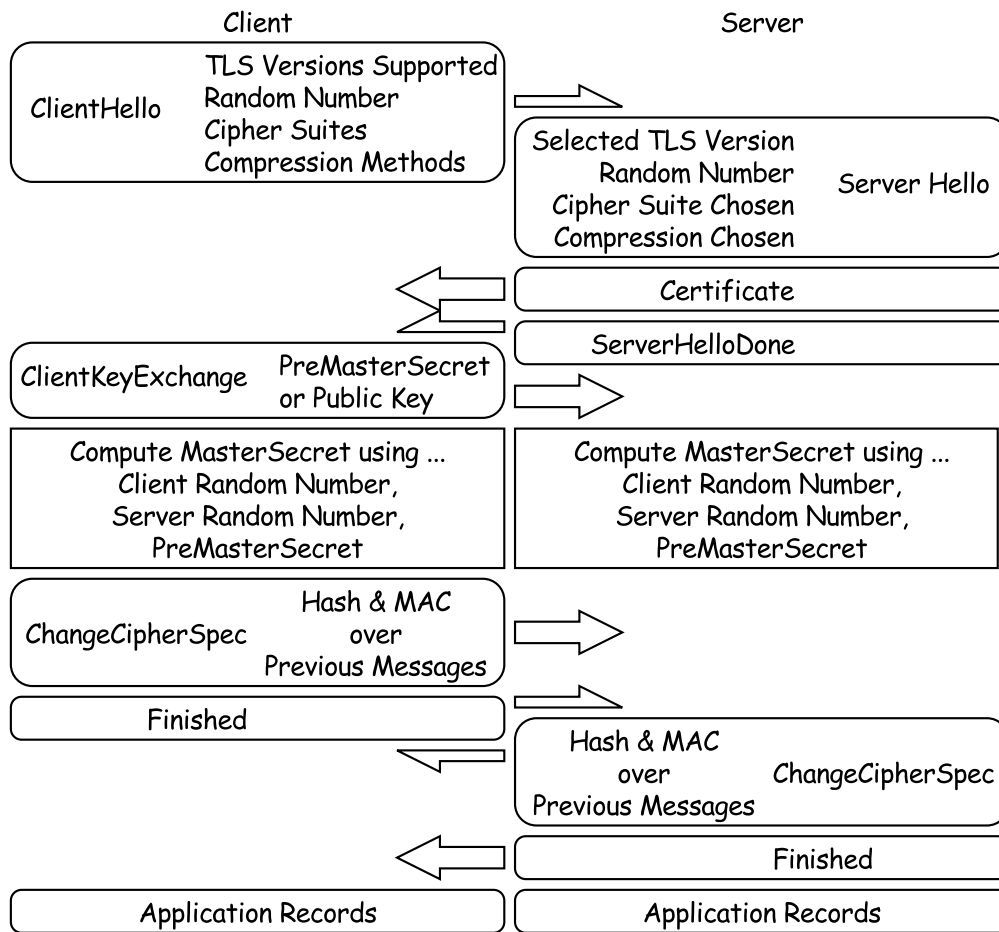 Client
Server
ClientHello
TLS Versions Supported
Random Number
Cipher Suites
Compression Methods
Selected TLS Version
Random Number
Cipher Suite Chosen
Compression Chosen
Server Hello
Certificate
ServerHelloDone
ClientKeyExchange
PreMasterSecret
or Public Key
Compute MasterSecret using ...
Client Random Number,
Server Random Number,
PreMasterSecret
Compute MasterSecret using ...
Client Random Number,
Server Random Number,
PreMasterSecret
ChangeCipherSpec
Hash & MAC
over
Previous Messages
Finished
Hash & MAC
over
Previous Messages
ChangeCipherSpec
Finished
Application Records
Application Records